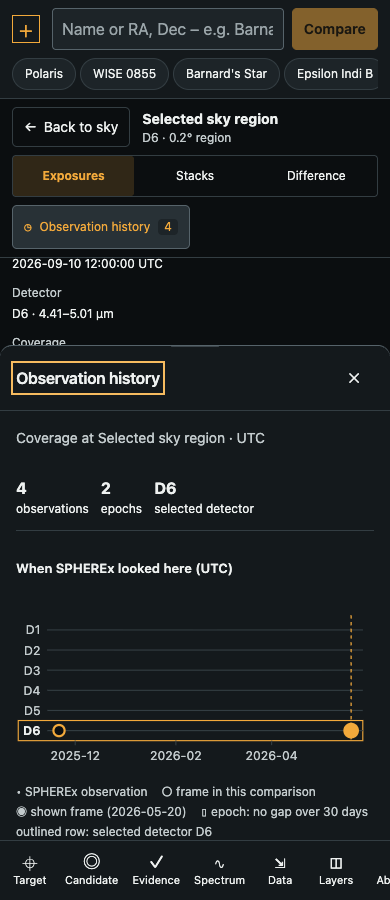 Name or RA, Dec – e.g. Barna
Compare
Polaris
WISE 0855
Barnard's Star
Epsilon Indi B
← Back to sky
Selected sky region
D6 · 0.2° region
Exposures
Stacks
Difference
Observation history 4
2026-09-10 12:00:00 UTC
Detector
D6 · 4.41–5.01 µm
Coverage
Observation history
×
Coverage at Selected sky region · UTC
4 observations
2 epochs
D6 selected detector
When SPHEREx looked here (UTC)
D1
D2
D3
D4
D5
D6
2025-12
2026-02
2026-04
• SPHEREx observation ○ frame in this comparison
◉ shown frame (2026-05-20) ▯ epoch: no gap over 30 days
outlined row: selected detector D6
Target
Candidate
Evidence
Spectrum
Data
Layers
Ab